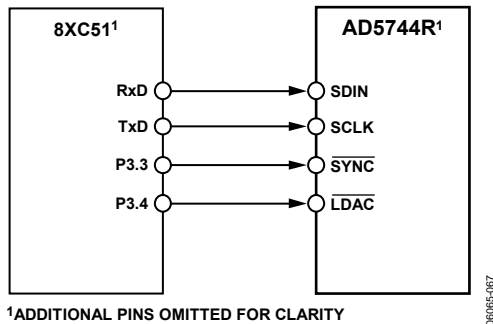 8XC51¹ AD5744R¹
RxD SDIN
TxD SCLK
P3.3 SYNC
P3.4 LDAC
¹ADDITIONAL PINS OMITTED FOR CLARITY
06065-067